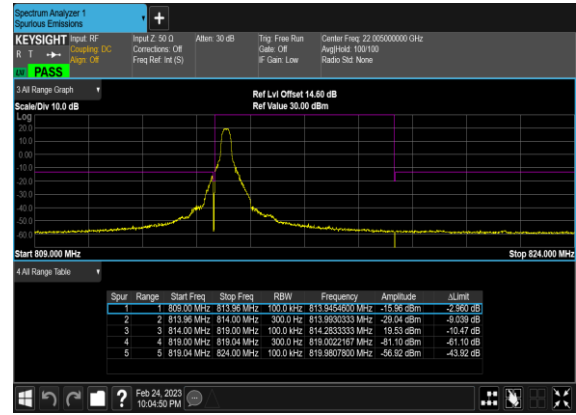 Spectrum Analyzer 1
Spurious Emissions
KEYSIGHT Input: RF Input Z: 50 Ω Atten: 30 dB Trig: Free Run Center Freq: 22.005000000 GHz
R T Coupling: DC Corrections: Off Gate: Off Avg|Hold: 100/100
Align: Off Freq Ref: Int (S) IF Gain: Low Radio Std: None
PASS
3 All Range Graph
Ref Lvl Offset 14.60 dB
Scale/Div 10.0 dB Ref Value 30.00 dBm
Log
20.0
10.0
0.00
-10.0
-20.0
-30.0
-40.0
-50.0
-60.0
Start 809.000 MHz Stop 824.000 MHz
4 All Range Table
Spur Range Start Freq Stop Freq RBW Frequency Amplitude ΔLimit
1 1 809.00 MHz 813.96 MHz 100.0 kHz 813.9454600 MHz -15.96 dBm -2.960 dB
2 2 813.96 MHz 814.00 MHz 300.0 Hz 813.9930333 MHz -29.04 dBm -9.039 dB
3 3 814.00 MHz 819.00 MHz 100.0 kHz 814.2833333 MHz 19.53 dBm -10.47 dB
4 4 819.00 MHz 819.04 MHz 300.0 Hz 819.0022167 MHz -81.10 dBm -61.10 dB
5 5 819.04 MHz 824.00 MHz 100.0 kHz 819.9807800 MHz -56.92 dBm -43.92 dB
Feb 24, 2023
10:04:50 PM